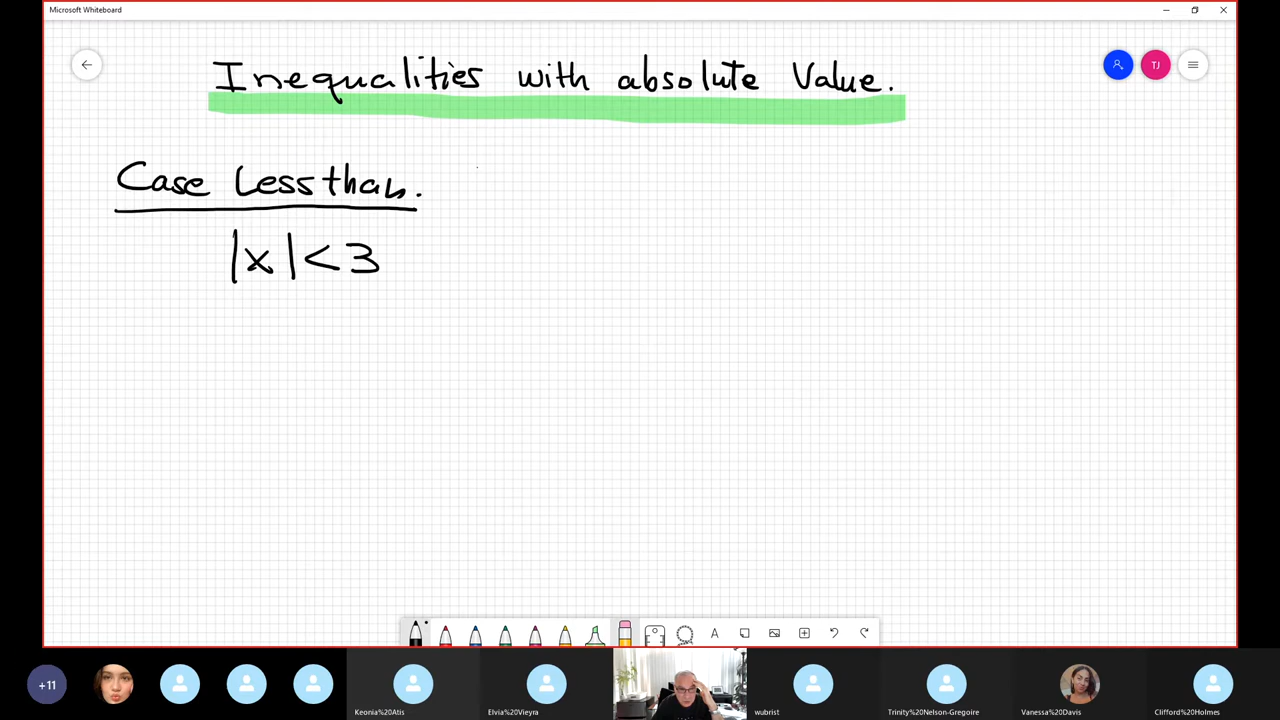 Microsoft Whiteboard
Inequalities with absolute Value.
TJ
Case Less than.
|x| < 3
A
+11
Keonia%20Atis
Elvia%20Vieyra
wubrist
Trinity%20Nelson-Gregoire
Vanessa%20Davis
Clifford%20Holmes